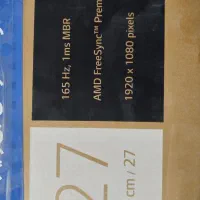 165 Hz, 1ms MBR
AMD FreeSync™ Prem
1920 x 1080 pixels
27
cm / 27